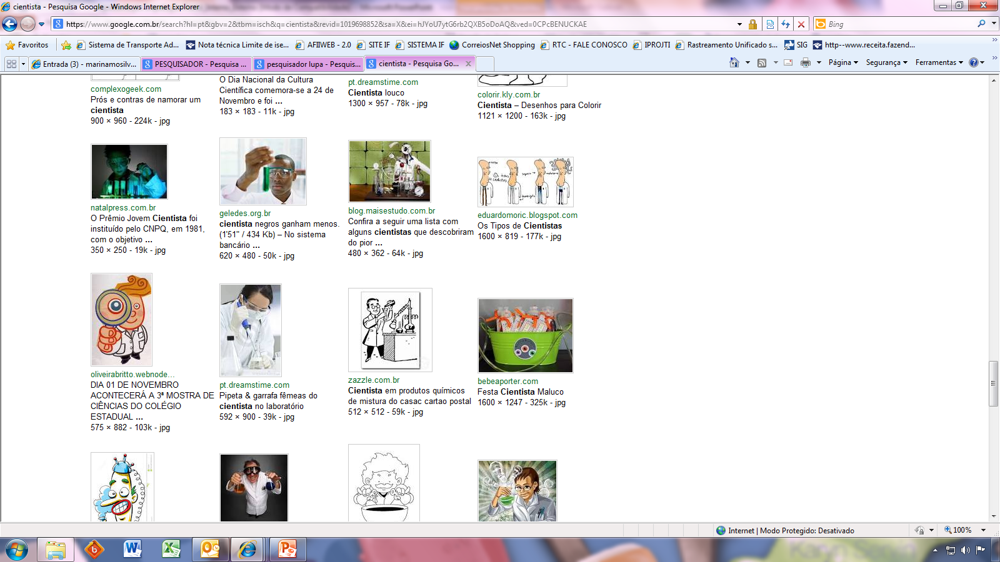 cientista - Pesquisa Google - Windows Internet Explorer
https://www.google.com.br/search?hl=pt&gbv=2&tbm=isch&q=cientista&revid=1019698852&sa=X&ei=hJYoU7ytG6rb2QXB5oDoAQ&ved=0CPcBENUCKAE
Bing
Favoritos
Sistema de Transporte Ad...
Nota técnica Limite de ise...
AFIIWEB - 2.0
SITE IF
SISTEMA IF
CorreiosNet Shopping
RTC - FALE CONOSCO
IPROJTI
Rastreamento Unificado s...
SIG
http--www.receita.fazend...
Entrada (3) - marinamosilv...
PESQUISADOR - Pesquisa ...
pesquisador lupa - Pesquis...
cientista - Pesquisa Go...
Página
Segurança
Ferramentas
complexogeek.com
Prós e contras de namorar um
cientista
900 × 960 - 224k - jpg
O Dia Nacional da Cultura
Científica comemora-se a 24 de
Novembro e foi ...
183 × 183 - 11k - jpg
pt.dreamstime.com
Cientista louco
1300 × 957 - 78k - jpg
colorir.kly.com.br
Cientista – Desenhos para Colorir
1121 × 1200 - 163k - jpg
natalpress.com.br
O Prêmio Jovem Cientista foi
instituído pelo CNPQ, em 1981,
com o objetivo ...
350 × 250 - 19k - jpg
geledes.org.br
cientista negros ganham menos.
(1'51" / 434 Kb) – No sistema
bancário ...
620 × 480 - 50k - jpg
blog.maisestudo.com.br
Confira a seguir uma lista com
alguns cientistas que descobriram
do pior ...
480 × 362 - 64k - jpg
eduardomoric.blogspot.com
Os Tipos de Cientistas
1600 × 819 - 177k - jpg
oliveirabritto.webnode...
DIA 01 DE NOVEMBRO
ACONTECERÁ A 3ª MOSTRA DE
CIÊNCIAS DO COLÉGIO
ESTADUAL ...
575 × 882 - 103k - jpg
pt.dreamstime.com
Pipeta & garrafa fêmeas do
cientista no laboratório
592 × 900 - 39k - jpg
zazzle.com.br
Cientista em produtos químicos
de mistura do casac cartao postal
512 × 512 - 59k - jpg
bebeaporter.com
Festa Cientista Maluco
1600 × 1247 - 325k - jpg
Internet | Modo Protegido: Desativado
100%